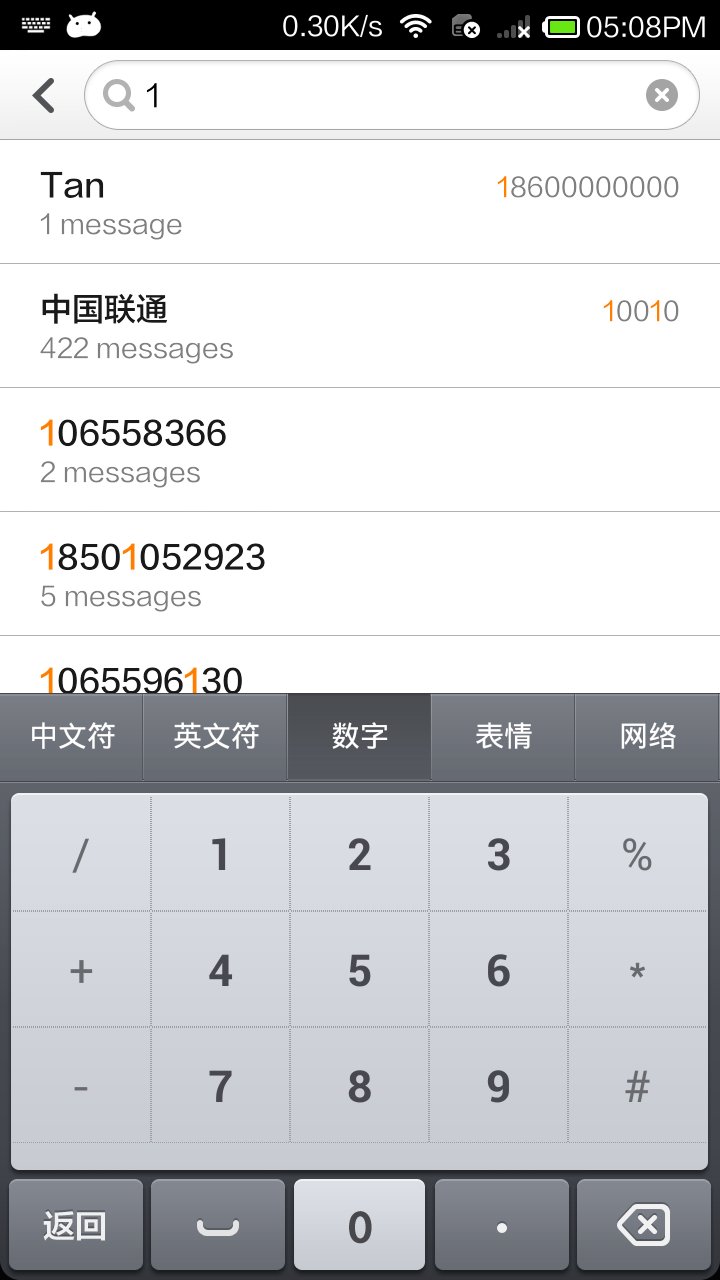 0.30K/s 05:08PM
1
Tan 18600000000
1 message
中国联通 10010
422 messages
106558366
2 messages
18501052923
5 messages
1065596130
中文符 英文符 数字 表情 网络
/ 1 2 3 %
+ 4 5 6 *
- 7 8 9 #
返回 0 .